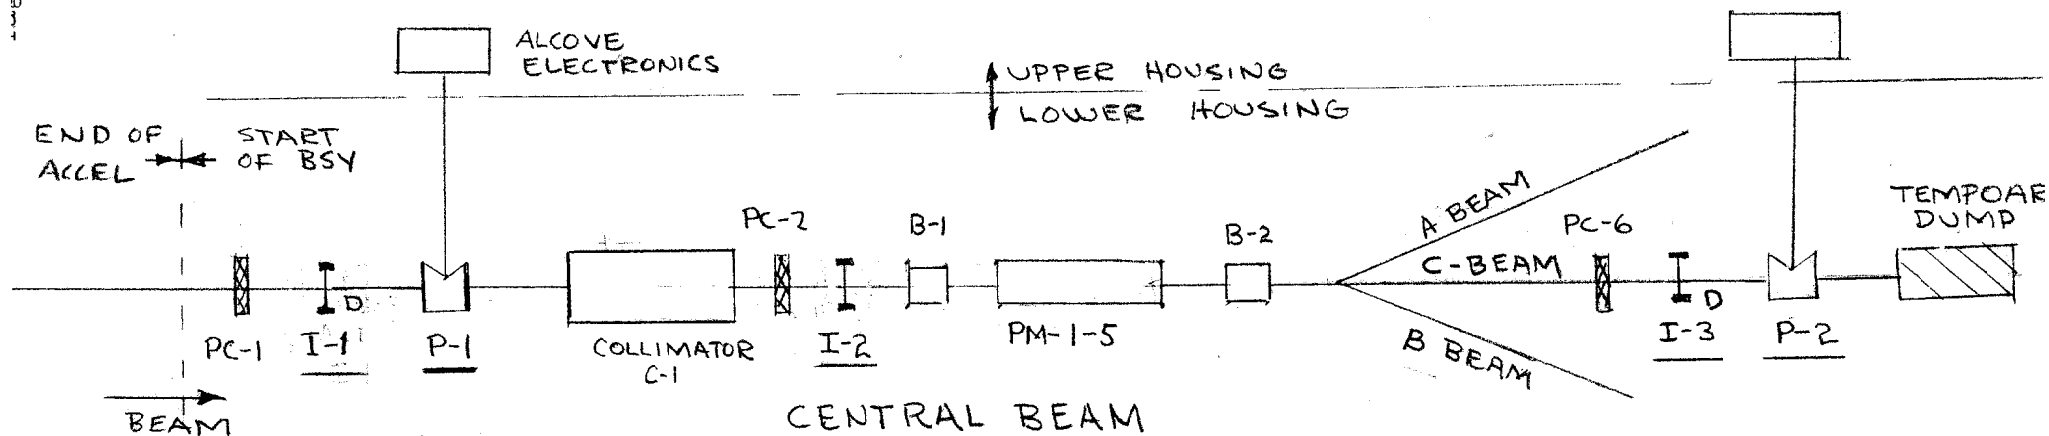 ALCOVE
ELECTRONICS
UPPER HOUSING
LOWER HOUSING
END OF
ACCEL
START
OF BSY
A BEAM
TEMPOAR
DUMP
PC-2
B-1
B-2
PC-6
C-BEAM
D
D
PC-1
I-1
P-1
COLLIMATOR
C-1
I-2
PM-1-5
B BEAM
I-3
P-2
BEAM
CENTRAL BEAM